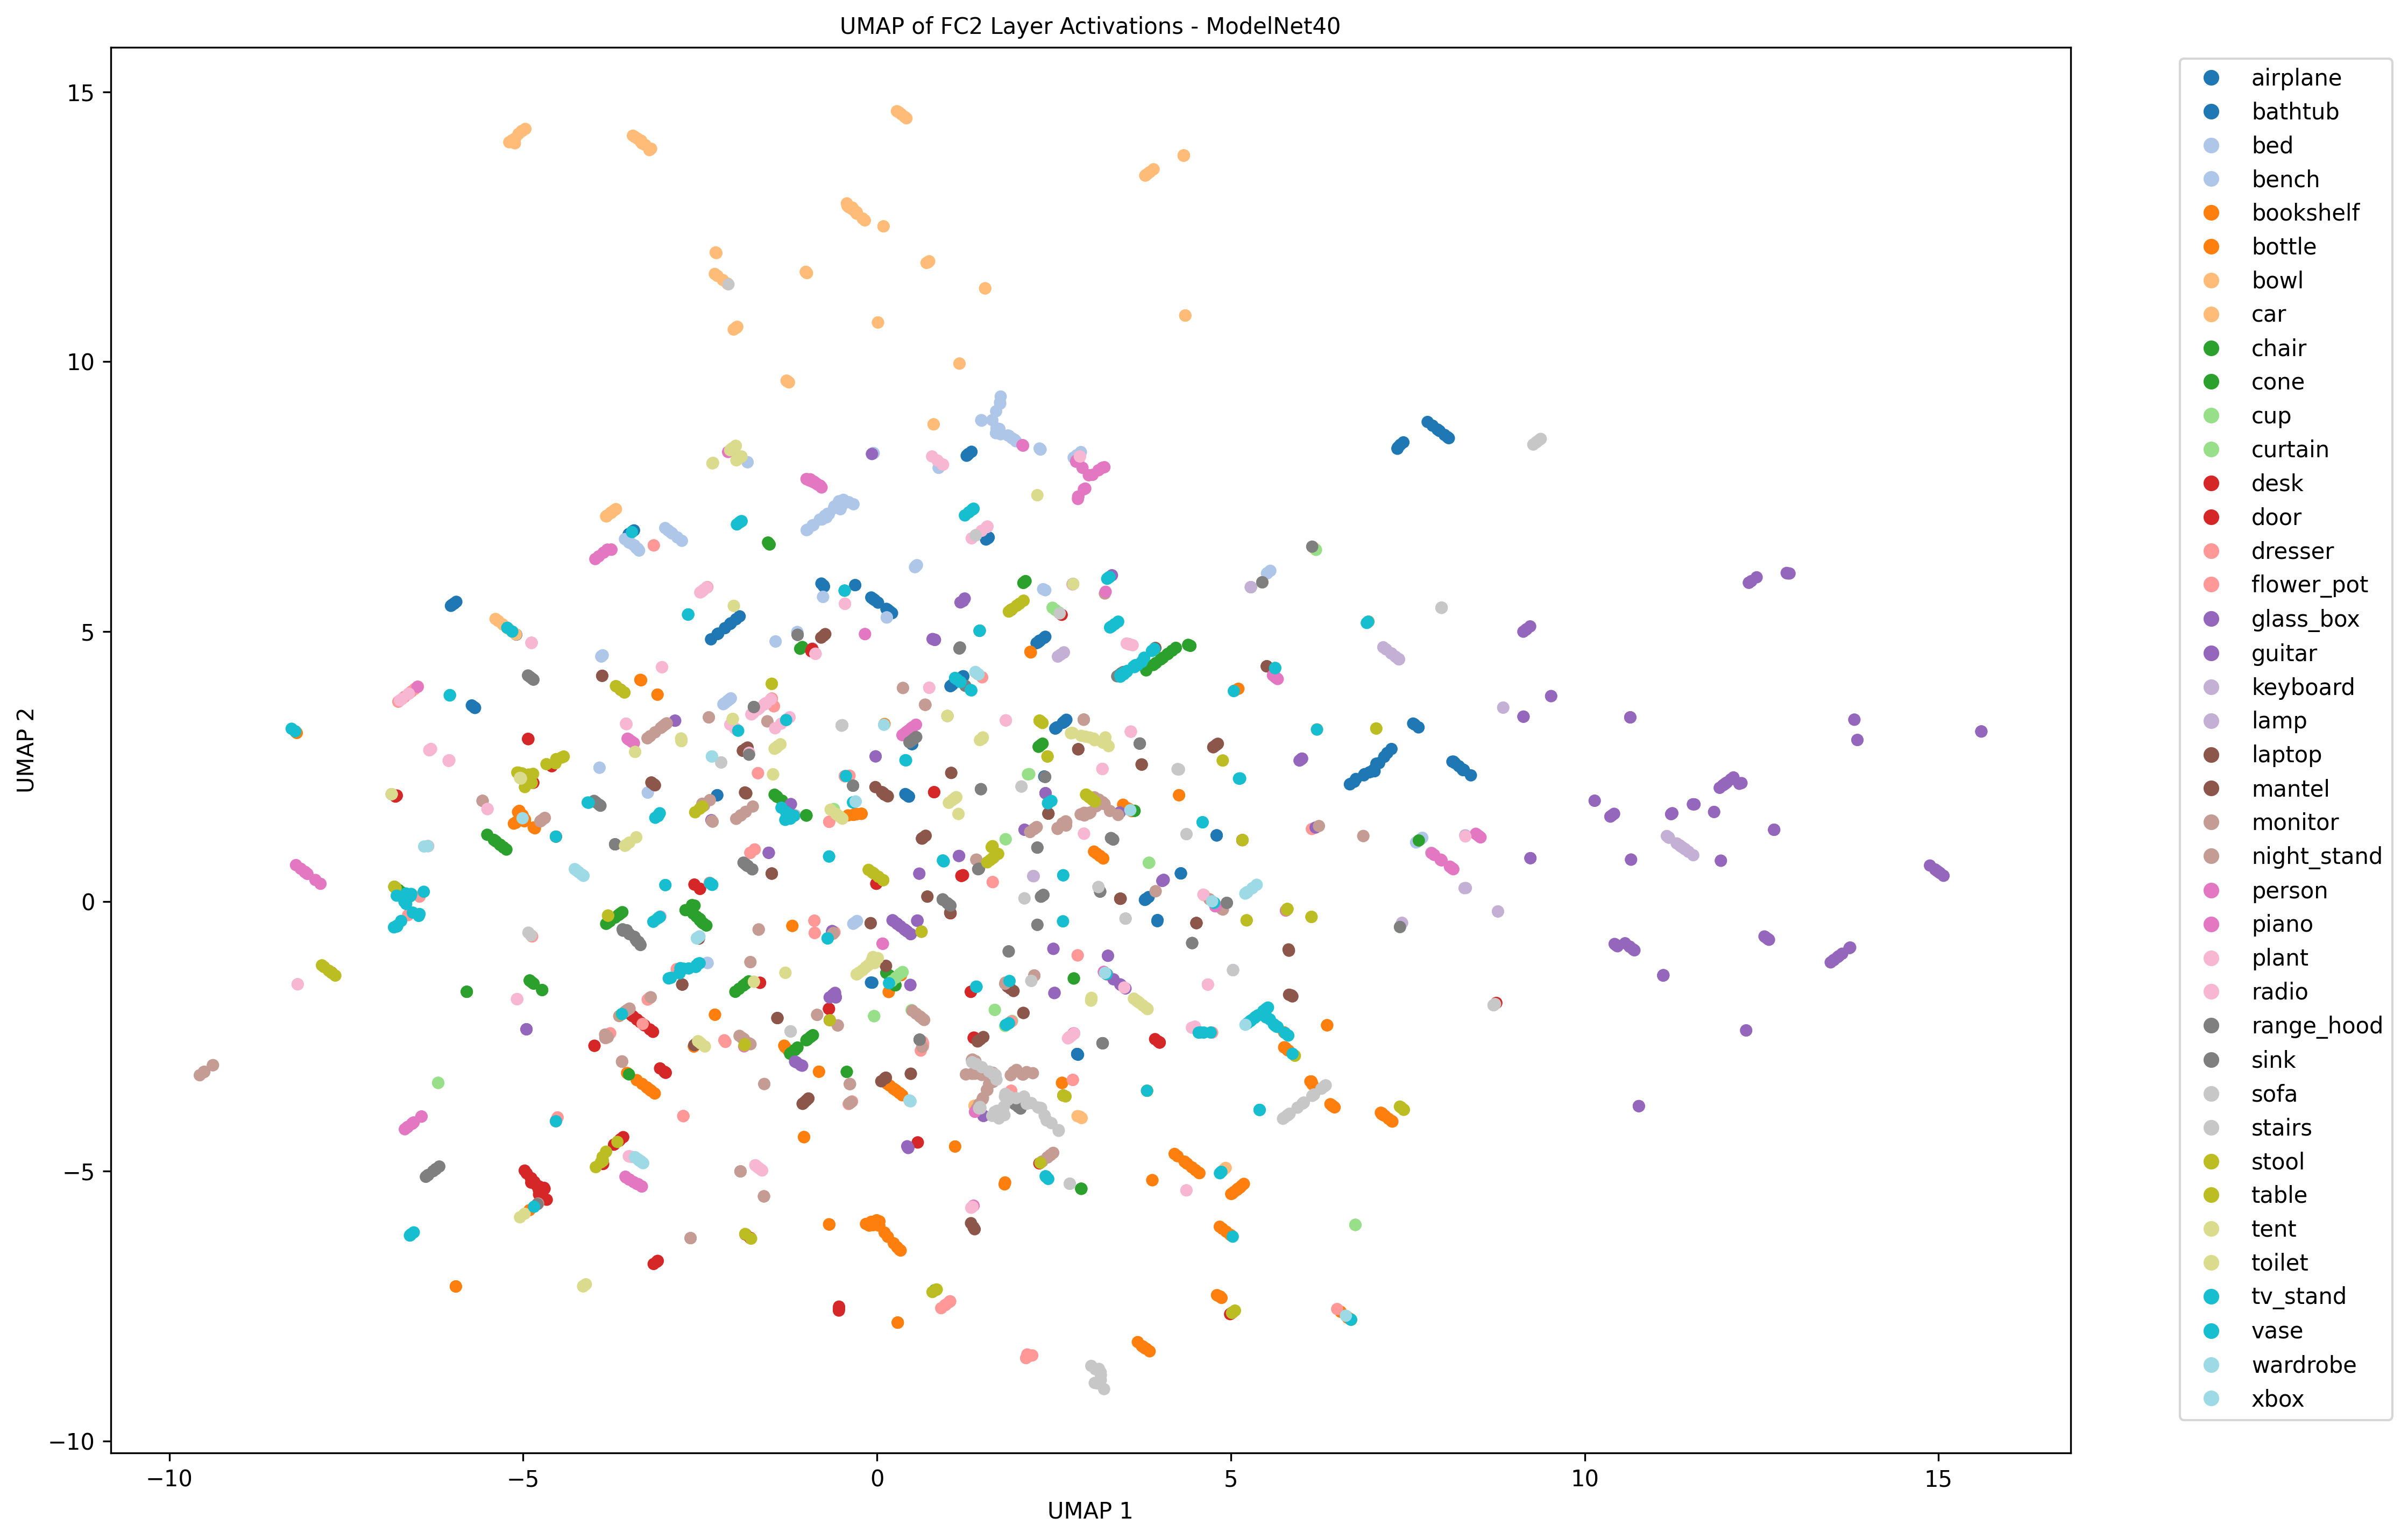 UMAP of FC2 Layer Activations - ModelNet40
15
10
5
0
−5
−10
UMAP 2
−10
−5
0
5
10
15
UMAP 1
airplane
bathtub
bed
bench
bookshelf
bottle
bowl
car
chair
cone
cup
curtain
desk
door
dresser
flower_pot
glass_box
guitar
keyboard
lamp
laptop
mantel
monitor
night_stand
person
piano
plant
radio
range_hood
sink
sofa
stairs
stool
table
tent
toilet
tv_stand
vase
wardrobe
xbox